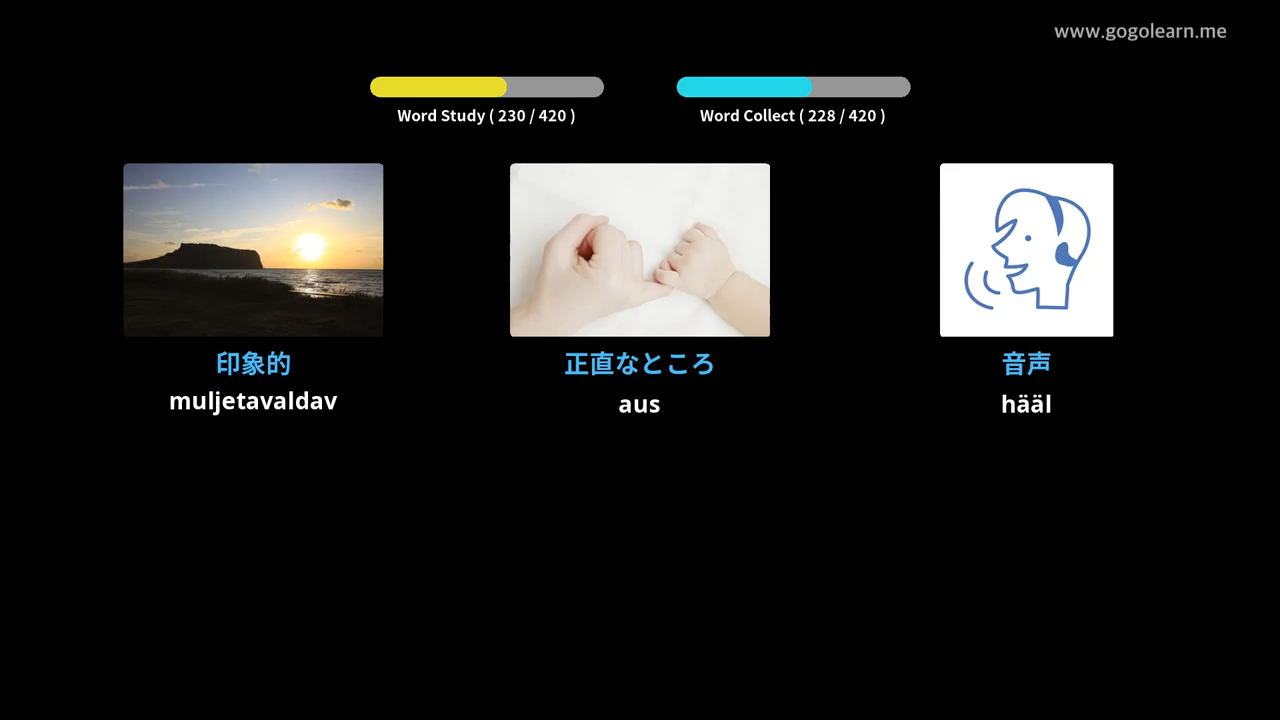 www.gogolearn.me
Word Study ( 230 / 420 )
Word Collect ( 228 / 420 )
印象的
正直なところ
音声
muljetavaldav
aus
hääl